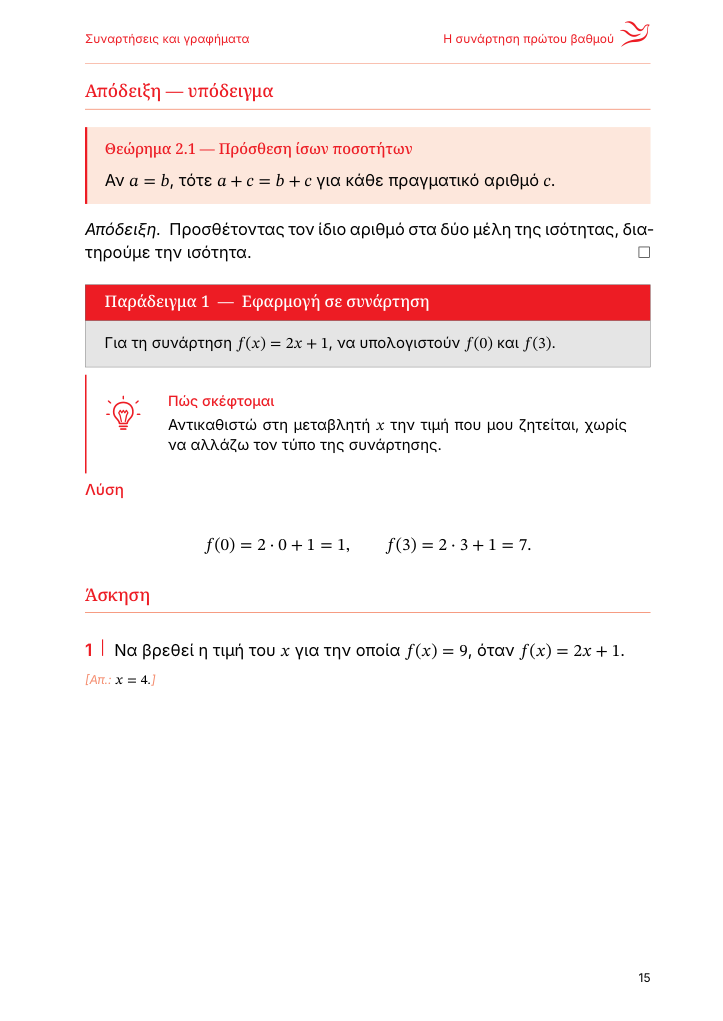 Συναρτήσεις και γραφήματα
Η συνάρτηση πρώτου βαθμού
Απόδειξη — υπόδειγμα
Θεώρημα 2.1 — Πρόσθεση ίσων ποσοτήτων
Αν a = b, τότε a + c = b + c για κάθε πραγματικό αριθμό c.
Απόδειξη. Προσθέτοντας τον ίδιο αριθμό στα δύο μέλη της ισότητας, δια-
τηρούμε την ισότητα. □
Παράδειγμα 1 — Εφαρμογή σε συνάρτηση
Για τη συνάρτηση f(x) = 2x + 1, να υπολογιστούν f(0) και f(3).
Πώς σκέφτομαι
Αντικαθιστώ στη μεταβλητή x την τιμή που μου ζητείται, χωρίς
να αλλάζω τον τύπο της συνάρτησης.
Λύση
f(0) = 2 · 0 + 1 = 1, f(3) = 2 · 3 + 1 = 7.
Άσκηση
1 | Να βρεθεί η τιμή του x για την οποία f(x) = 9, όταν f(x) = 2x + 1.
[Απ.: x = 4.]
15